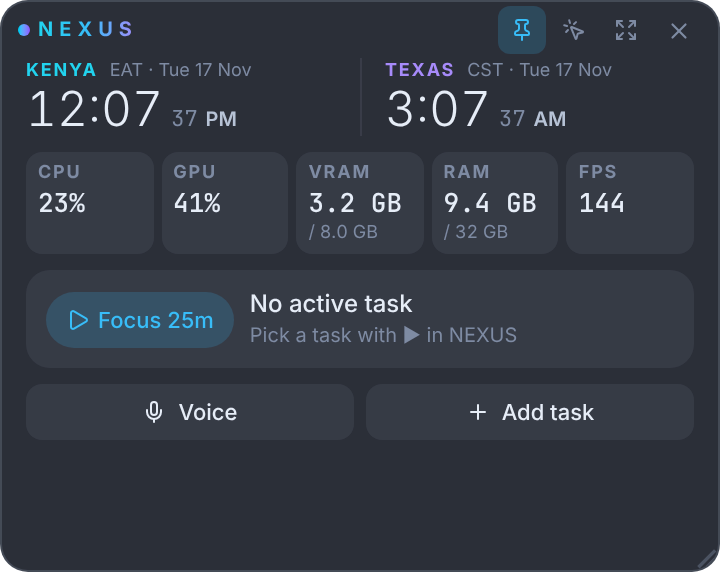 NEXUS
KENYA EAT · Tue 17 Nov
12:07 37 PM
TEXAS CST · Tue 17 Nov
3:07 37 AM
CPU
23%
GPU
41%
VRAM
3.2 GB
/ 8.0 GB
RAM
9.4 GB
/ 32 GB
FPS
144
Focus 25m
No active task
Pick a task with ▶ in NEXUS
Voice
Add task